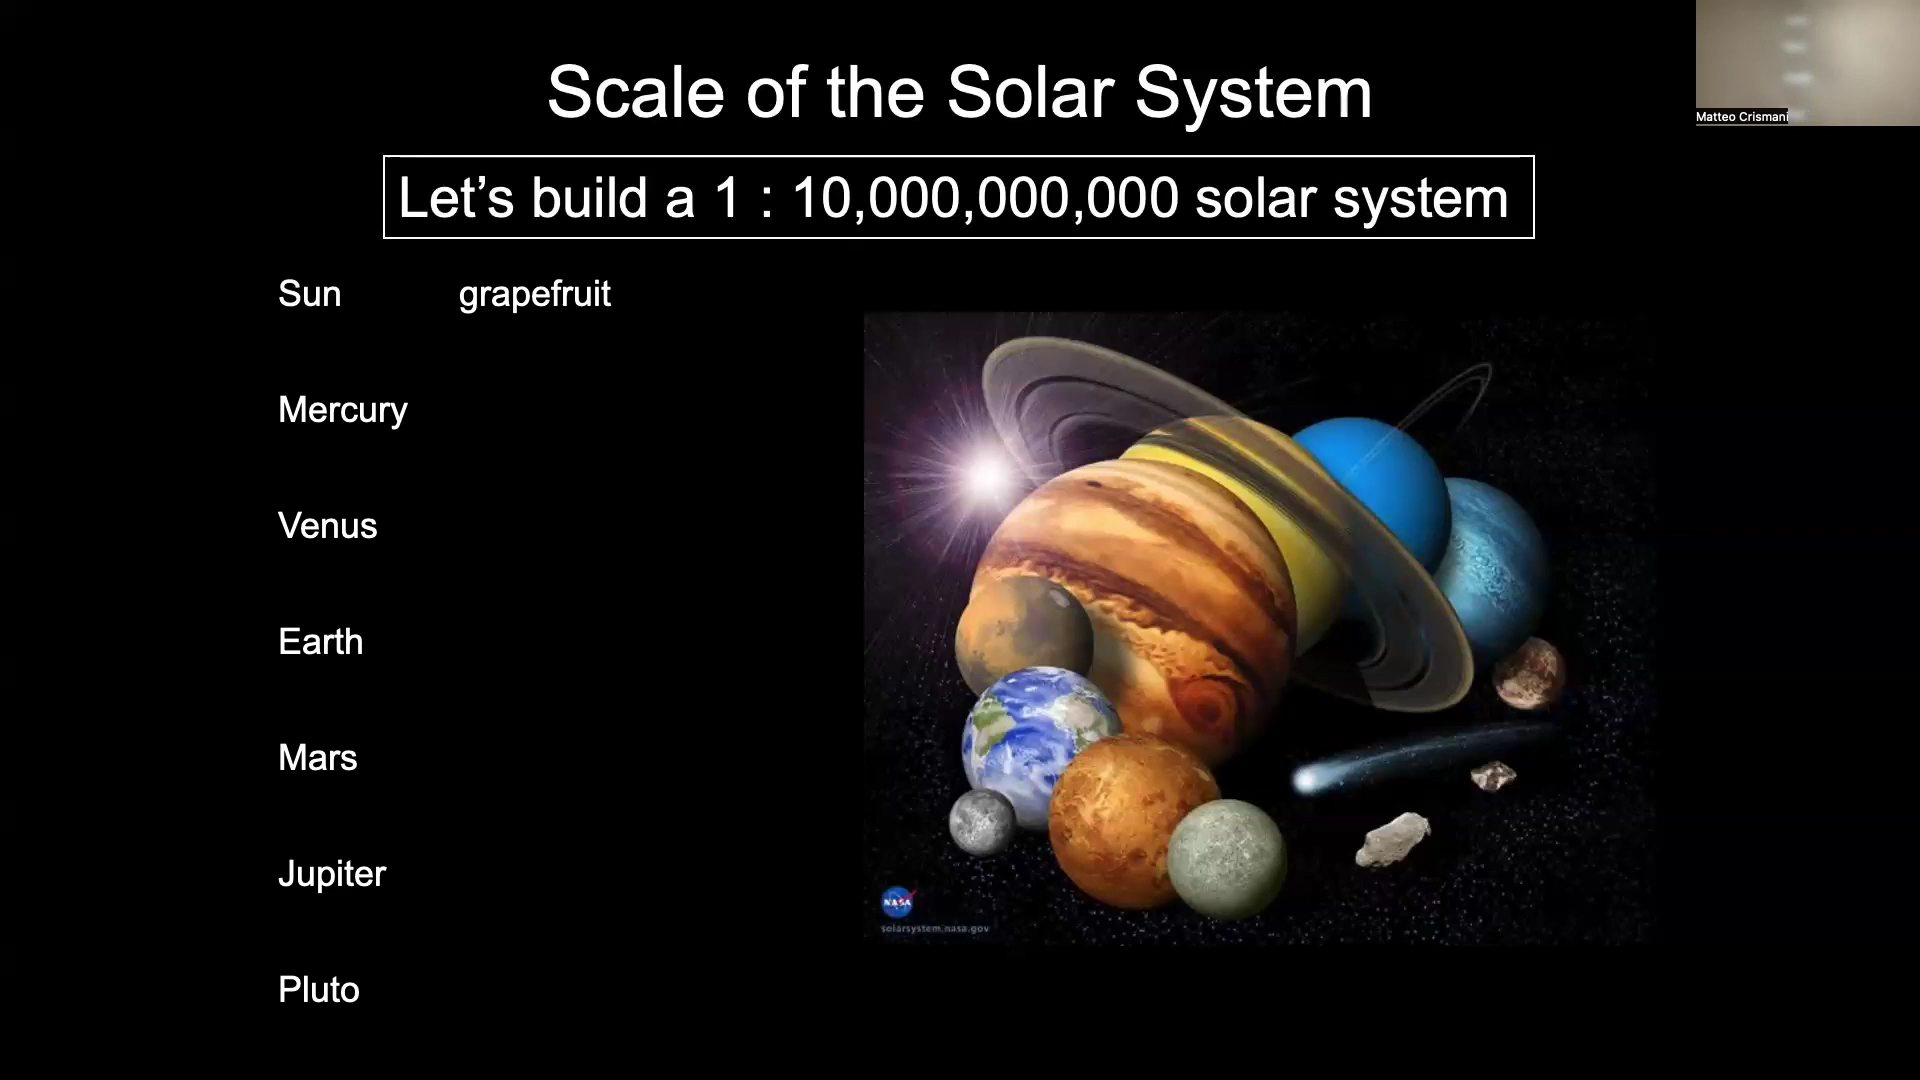 Scale of the Solar System
Matteo Crismani
Let’s build a 1 : 10,000,000,000 solar system
Sun grapefruit
Mercury
Venus
Earth
Mars
Jupiter
Pluto
NASA
solarsystem.nasa.gov